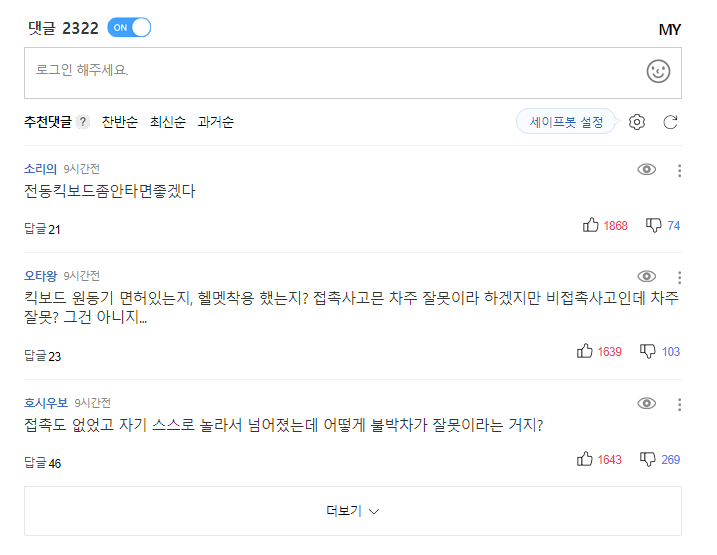 댓글 2322 ON MY
로그인 해주세요.
추천댓글 ? 찬반순 최신순 과거순 세이프봇 설정
소리의 9시간전
전동킥보드좀안타면좋겠다
답글 21 1868 74
오타왕 9시간전
킥보드 원동기 면허있는지, 헬멧착용 했는지? 접촉사고믄 차주 잘못이라 하겠지만 비접촉사고인데 차주
잘못? 그건 아니지...
답글 23 1639 103
호시우보 9시간전
접촉도 없었고 자기 스스로 놀라서 넘어졌는데 어떻게 볼박차가 잘못이라는 거지?
답글 46 1643 269
더보기